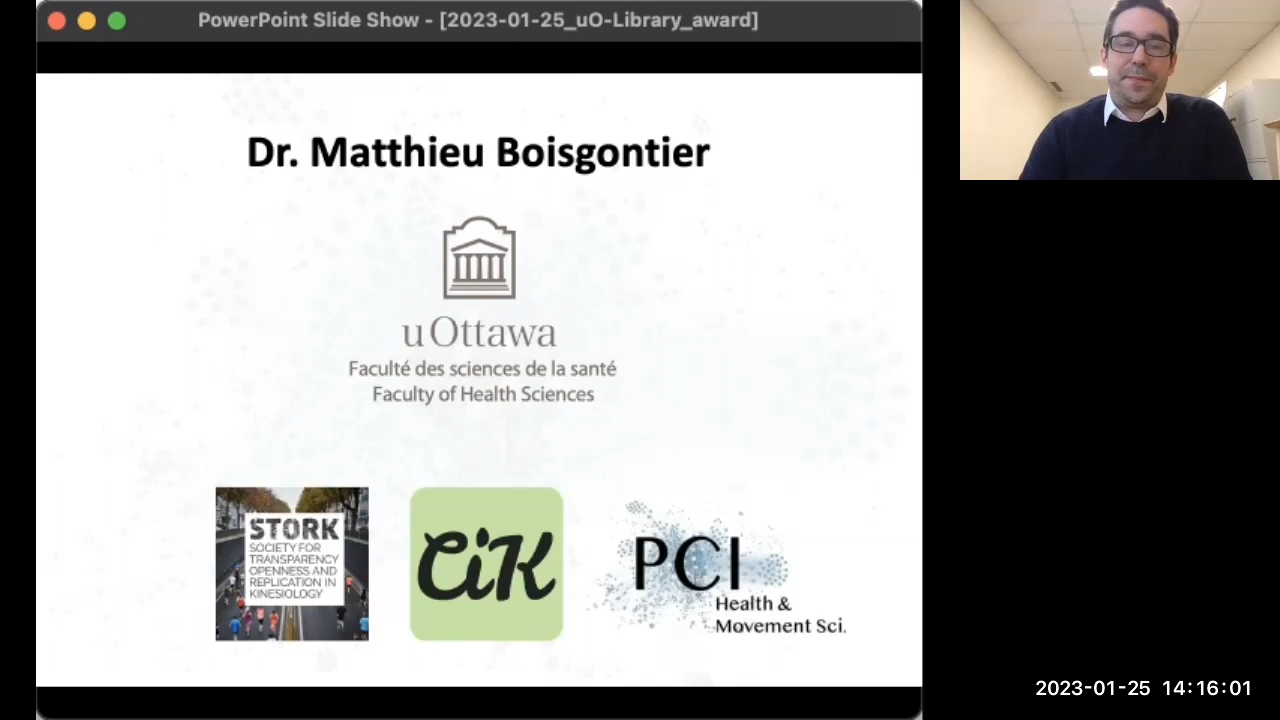 PowerPoint Slide Show - [2023-01-25_uO-Library_award]
Dr. Matthieu Boisgontier
uOttawa
Faculté des sciences de la santé
Faculty of Health Sciences
STORK
SOCIETY FOR
TRANSPARENCY
OPENNESS AND
REPLICATION IN
KINESIOLOGY
CiK
PCI
Health &
Movement Sci.
2023-01-25 14:16:01